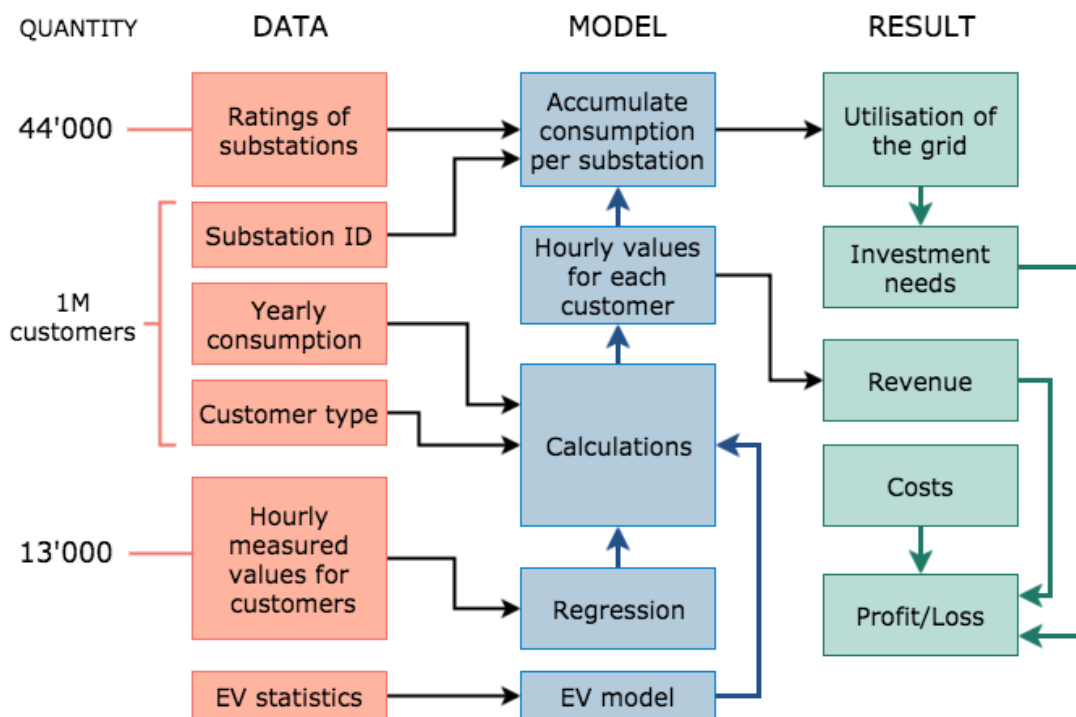 QUANTITY
DATA
MODEL
RESULT
44'000
Ratings of
substations
Accumulate
consumption
per substation
Utilisation of
the grid
Substation ID
Hourly values
for each
customer
Investment
needs
1M
customers
Yearly
consumption
Customer type
Calculations
Revenue
Costs
13'000
Hourly
measured
values for
customers
Regression
Profit/Loss
EV statistics
EV model